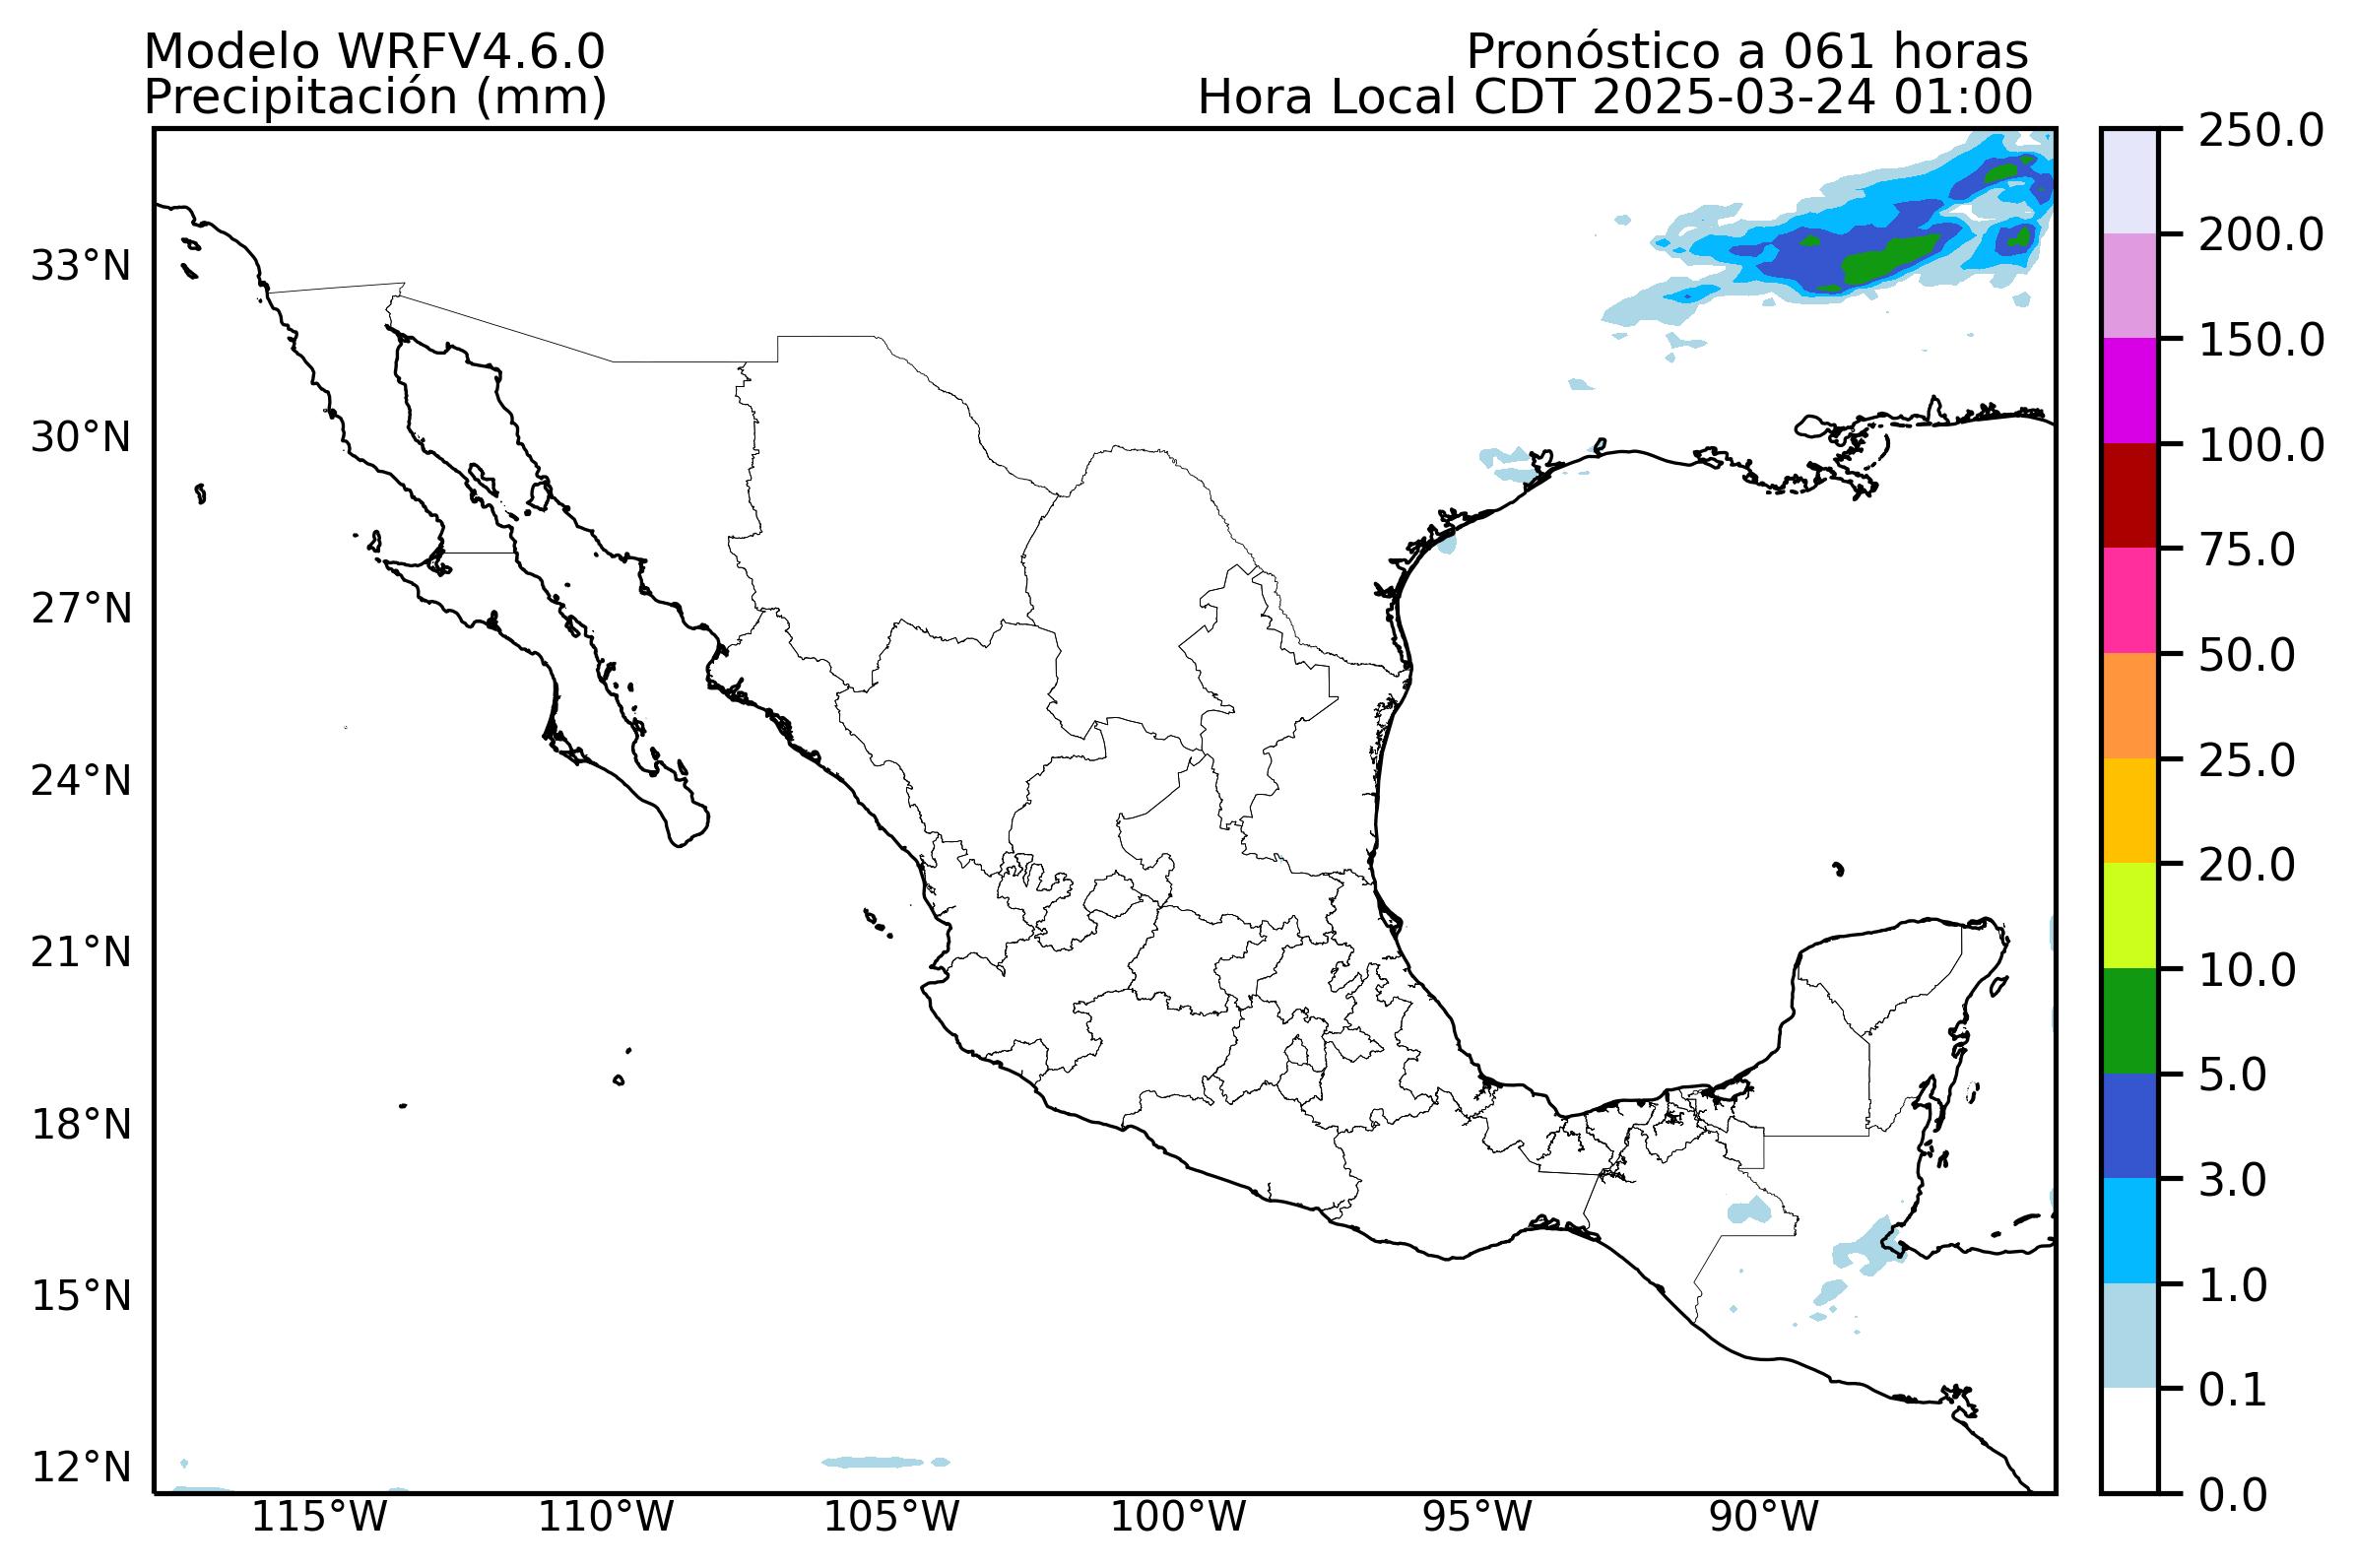 Modelo WRFV4.6.0
Precipitación (mm)
Pronóstico a 061 horas
Hora Local CDT 2025-03-24 01:00
33°N
30°N
27°N
24°N
21°N
18°N
15°N
12°N
115°W
110°W
105°W
100°W
95°W
90°W
250.0
200.0
150.0
100.0
75.0
50.0
25.0
20.0
10.0
5.0
3.0
1.0
0.1
0.0